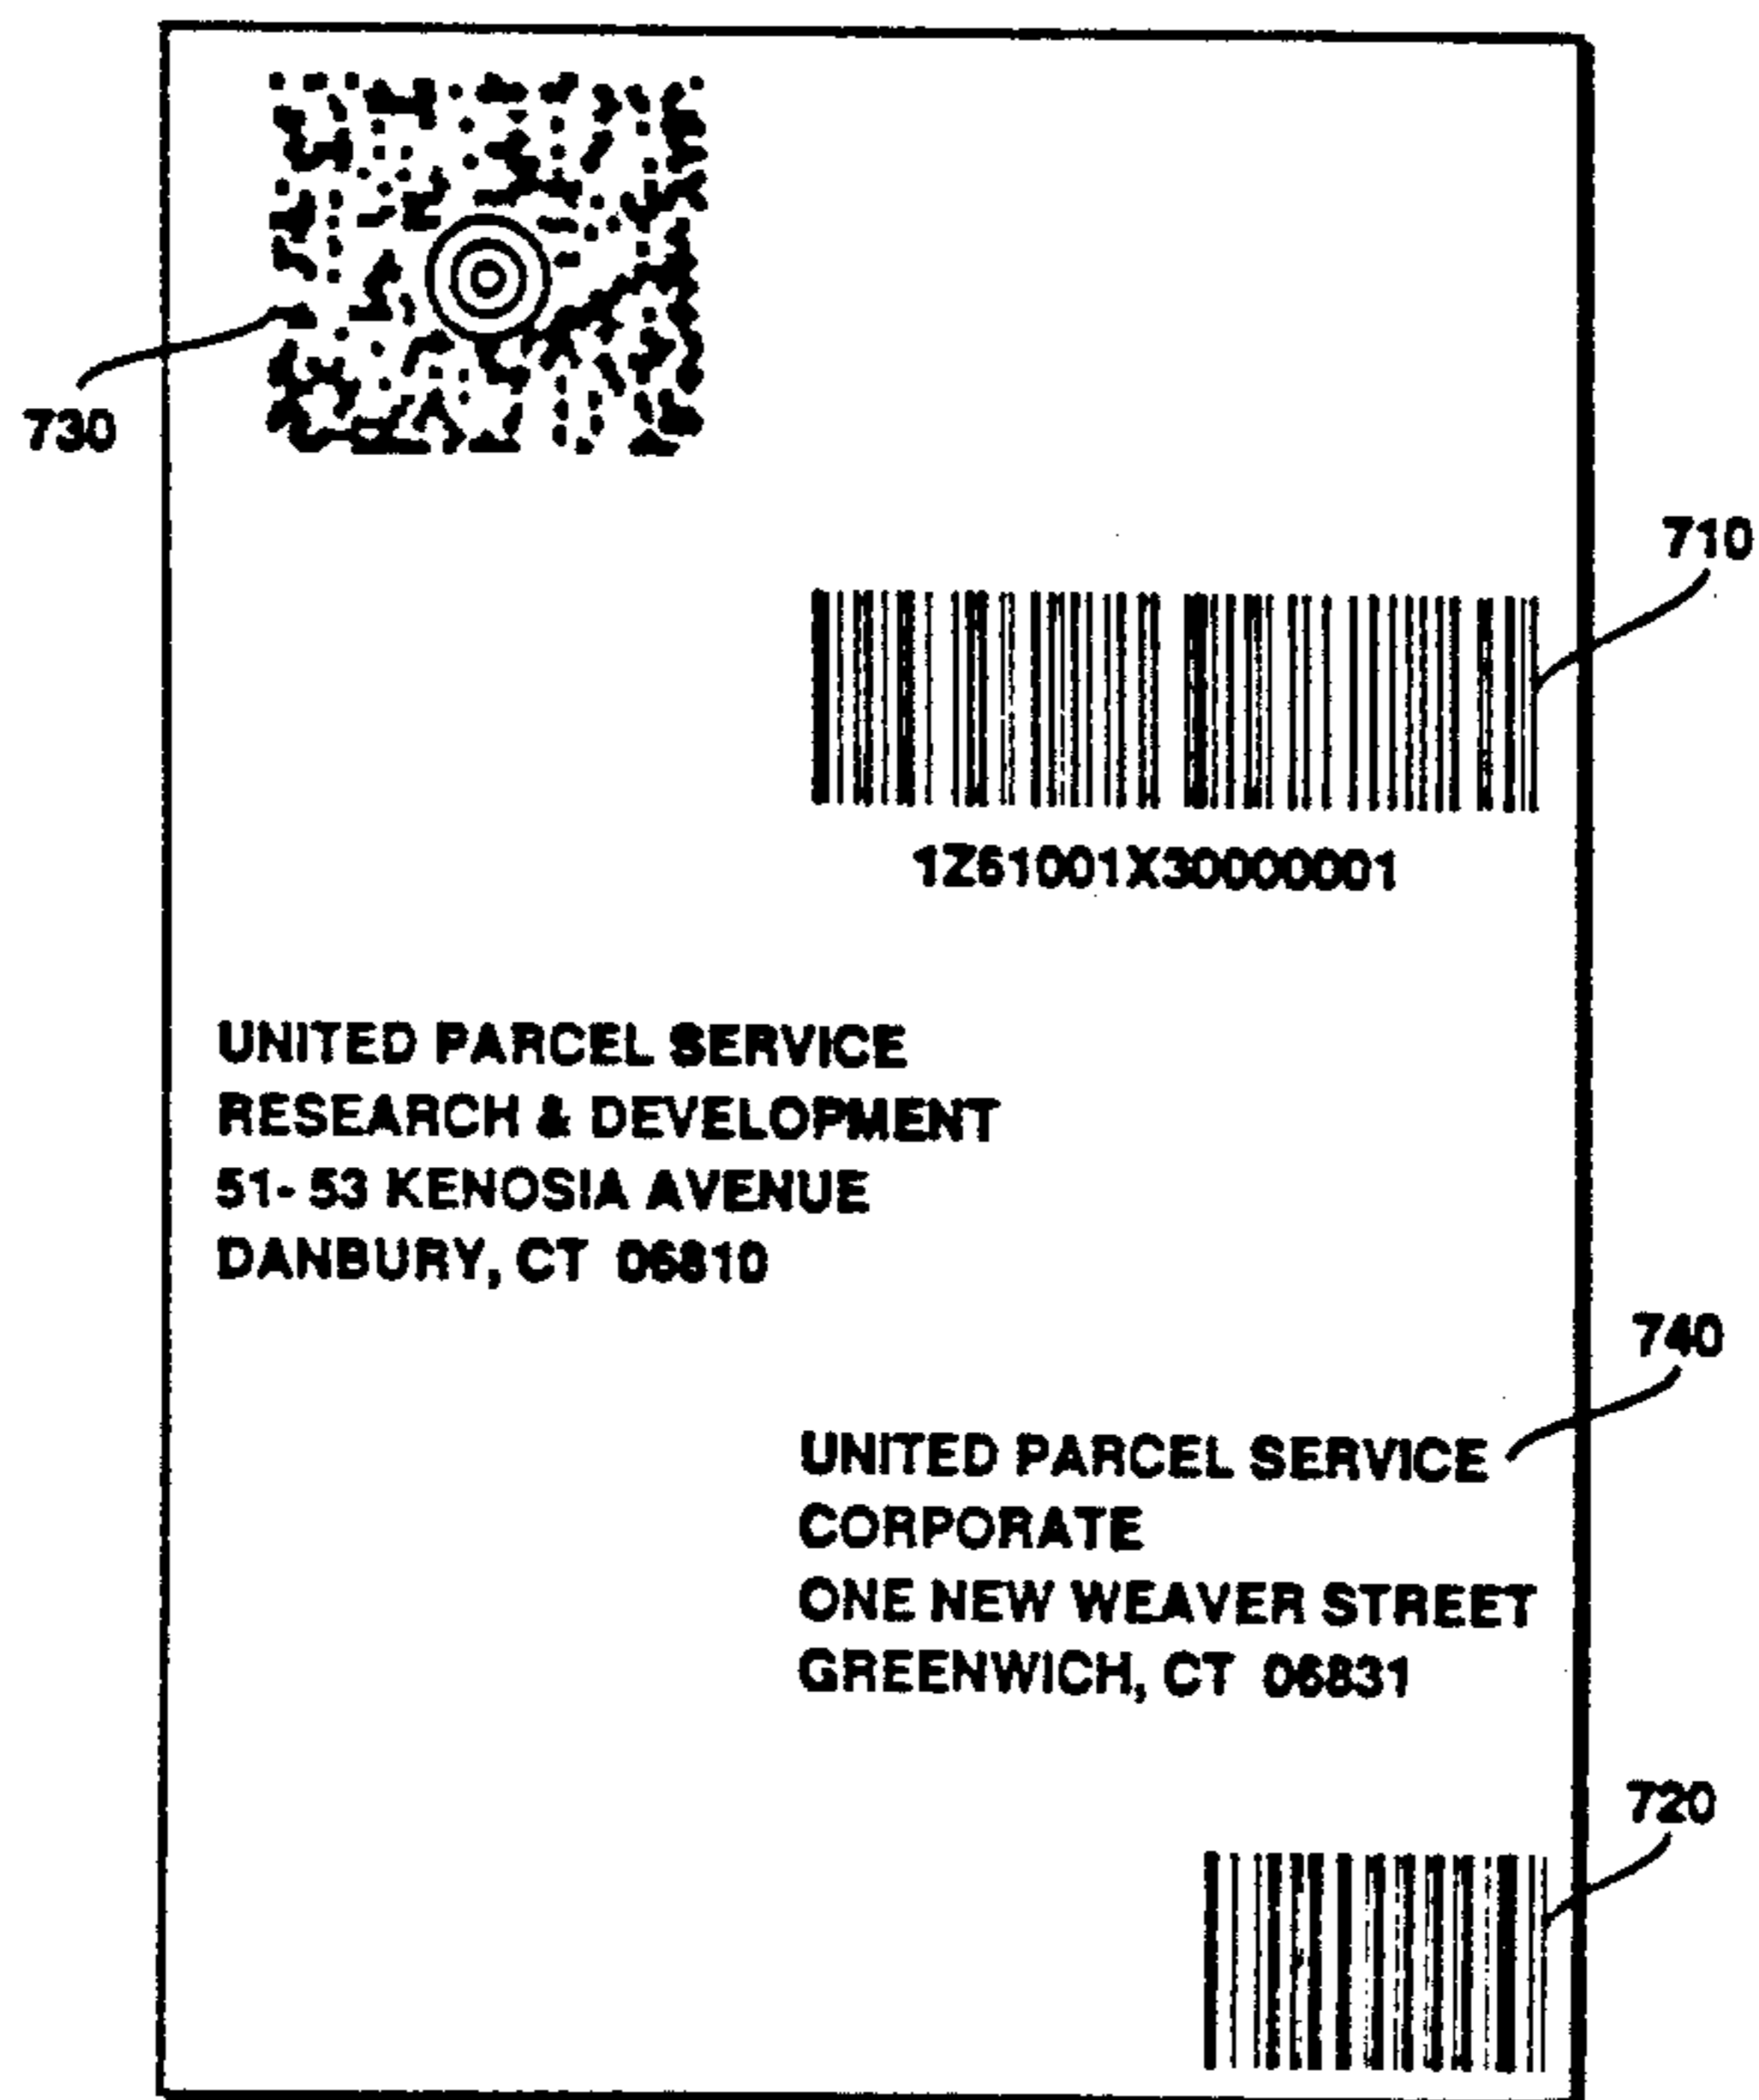 730
710
1Z61001X30000001
UNITED PARCEL SERVICE
RESEARCH & DEVELOPMENT
51- 53 KENOSIA AVENUE
DANBURY, CT 06810
740
UNITED PARCEL SERVICE
CORPORATE
ONE NEW WEAVER STREET
GREENWICH, CT 06831
720